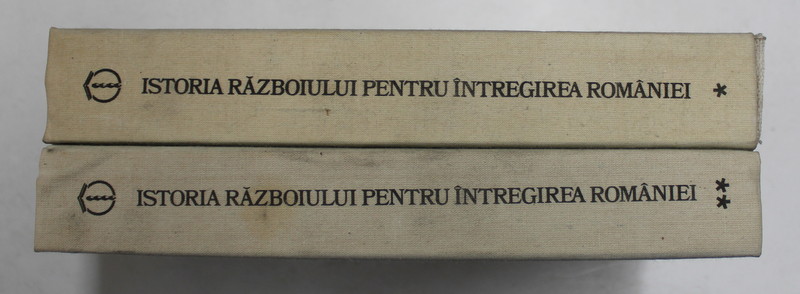 ISTORIA RĂZBOIULUI PENTRU ÎNTREGIREA ROMÂNIEI *
ISTORIA RĂZBOIULUI PENTRU ÎNTREGIREA ROMÂNIEI **